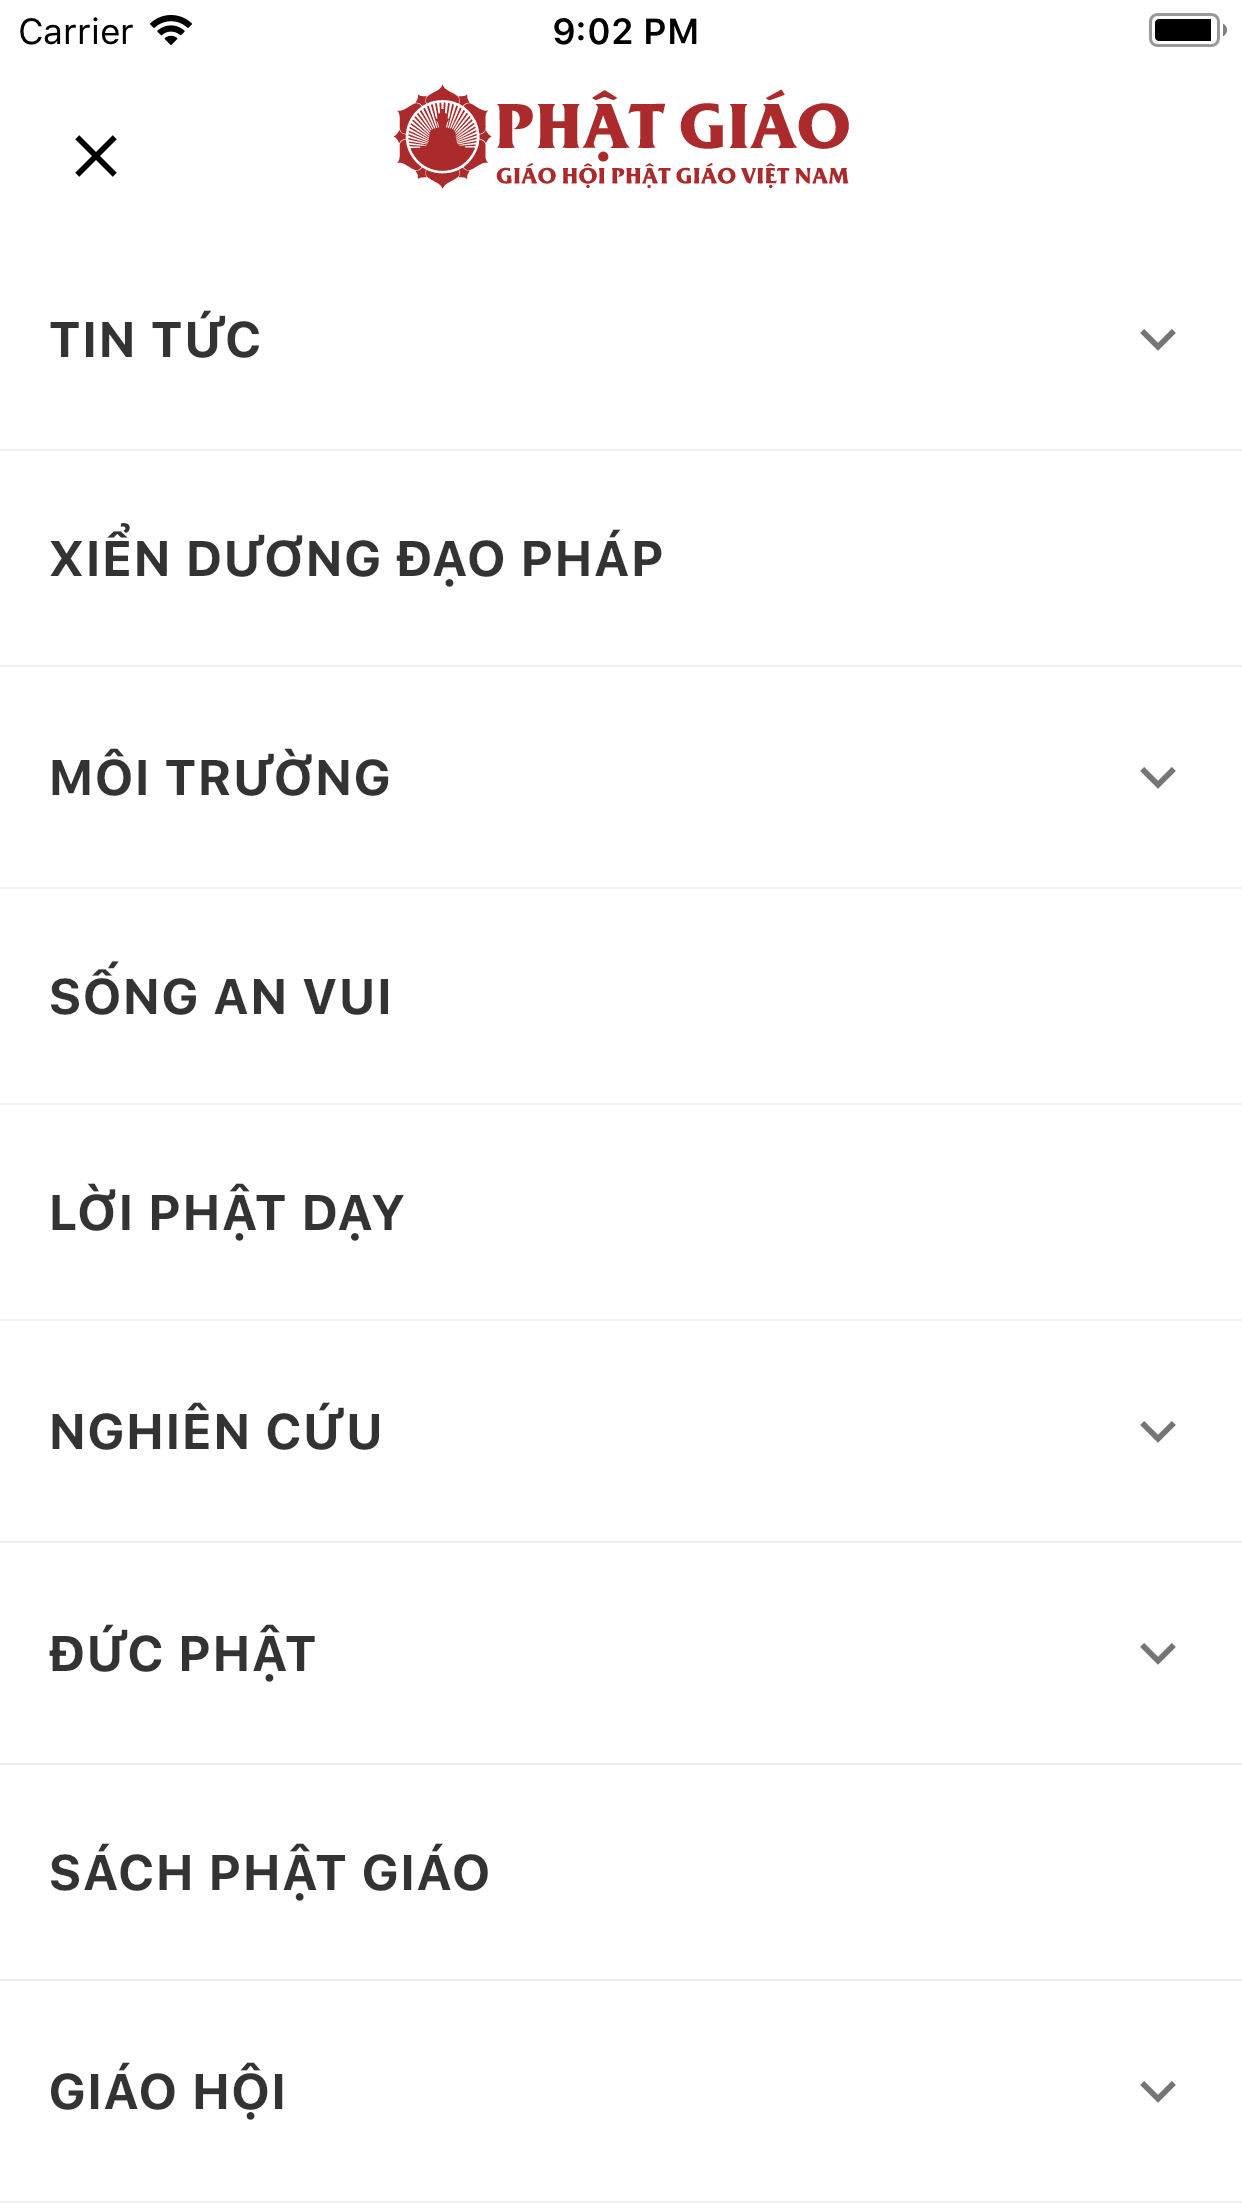 Carrier 9:02 PM
PHẬT GIÁO
GIÁO HỘI PHẬT GIÁO VIỆT NAM
TIN TỨC
XIỂN DƯƠNG ĐẠO PHÁP
MÔI TRƯỜNG
SỐNG AN VUI
LỜI PHẬT DẠY
NGHIÊN CỨU
ĐỨC PHẬT
SÁCH PHẬT GIÁO
GIÁO HỘI